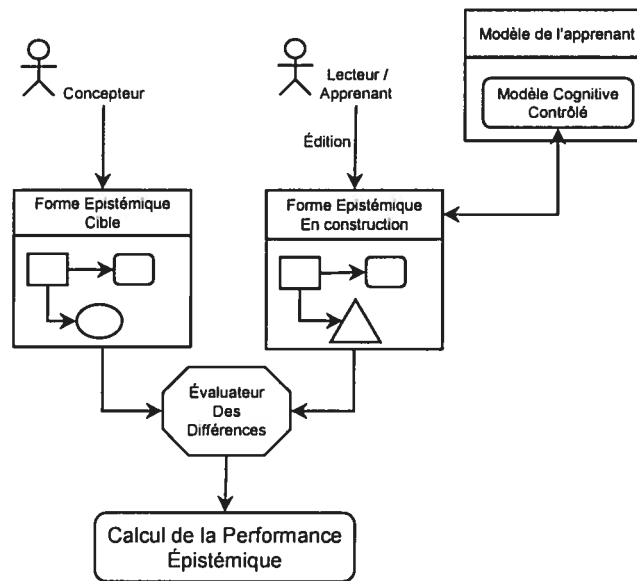 Modèle de l'apprenant
Modèle Cognitive
Contrôlé
Concepteur
Lecteur /
Apprenant
Édition
Forme Epistémique
Cible
Forme Epistémique
En construction
Évaluateur
Des
Différences
Calcul de la Performance
Épistémique